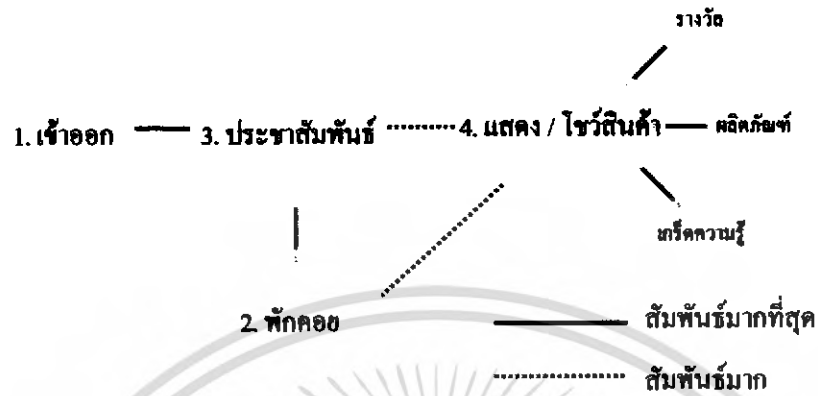 รางวัล
1. เข้าออก 3. ประชาสัมพันธ์ 4. แสดง / โชว์สินค้า ผลิตภัณฑ์
เกร็ดความรู้
2. พักคอย
สัมพันธ์มากที่สุด
สัมพันธ์มาก